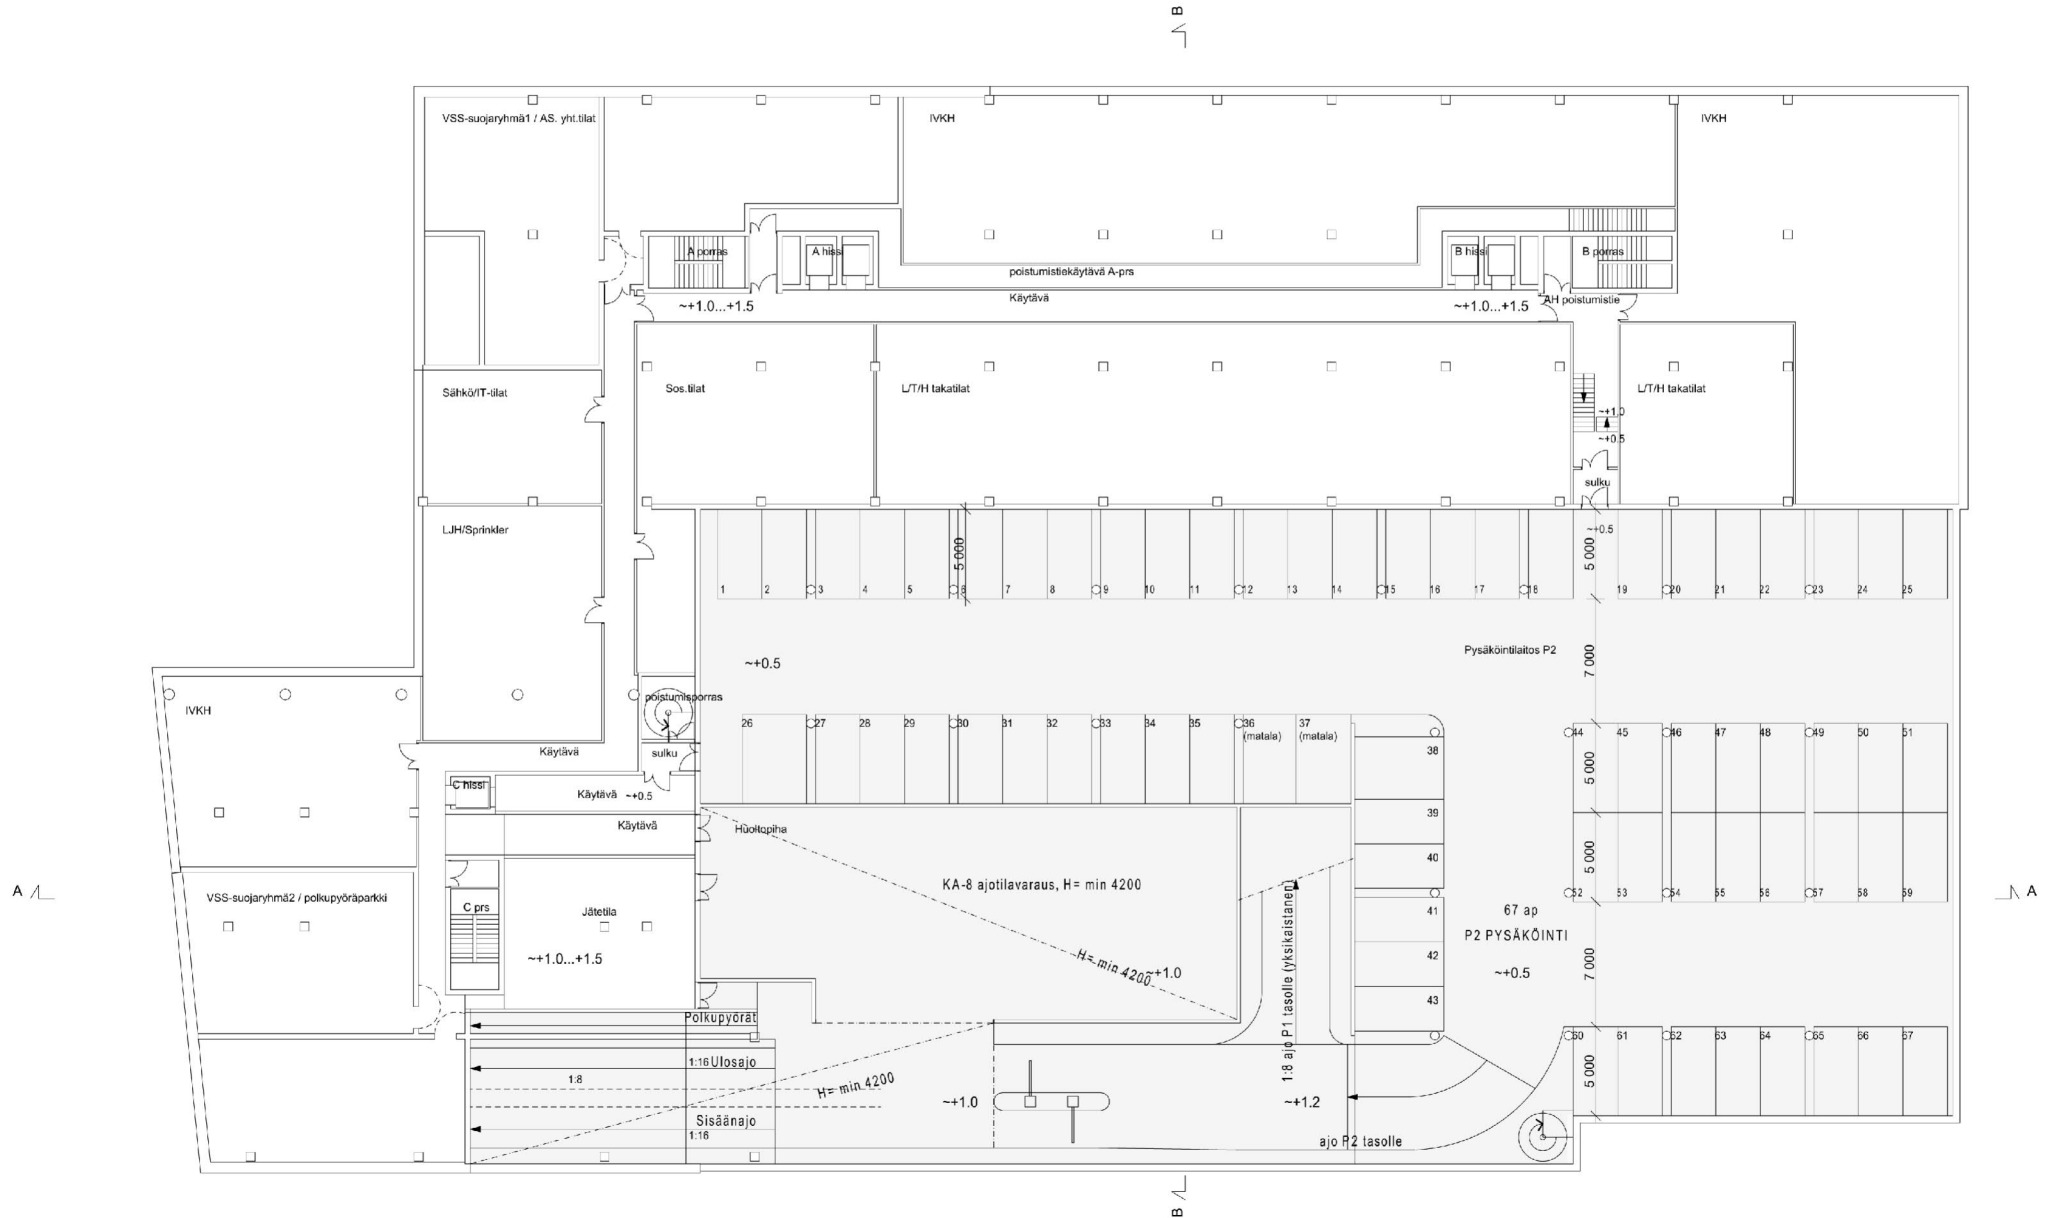 B
VSS-suojaryhmä1 / AS. yht.tilat
IVKH
IVKH
A porras
A hissi
B hissi
B porras
poistumistiekäytävä A-prs
Käytävä
AH poistumistie
~+1.0...+1.5
~+1.0...+1.5
Sähkö/IT-tilat
Sos.tilat
L/T/H takatilat
L/T/H takatilat
~+1.0
~+0.5
sulku
LJH/Sprinkler
~+0.5
5 000
5 000
1
2
3
4
5
6
7
8
9
10
11
12
13
14
15
16
17
18
19
20
21
22
23
24
25
~+0.5
Pysäköintilaitos P2
7 000
poistumisporras
IVKH
26
27
28
29
30
31
32
33
34
35
36
(matala)
37
(matala)
38
44
45
46
47
48
49
50
51
Käytävä
sulku
5 000
C hissi
Käytävä
~+0.5
Käytävä
Huoltopiha
39
40
5 000
KA-8 ajotilavaraus, H= min 4200
A
A
VSS-suojaryhmä2 / polkupyöräparkki
C prs
Jätetila
52
53
54
55
56
57
58
59
41
42
43
67 ap
P2 PYSÄKÖINTI
~+0.5
7 000
~+1.0...+1.5
H= min 4200
~+1.0
1:8 ajo P1 tasolle (yksikaistanen)
Polkupyörät
60
61
62
63
64
65
66
67
1:16
Ulosajo
1:8
H= min 4200
5 000
~+1.0
~+1.2
Sisäänajo
1:16
ajo P2 tasolle
B